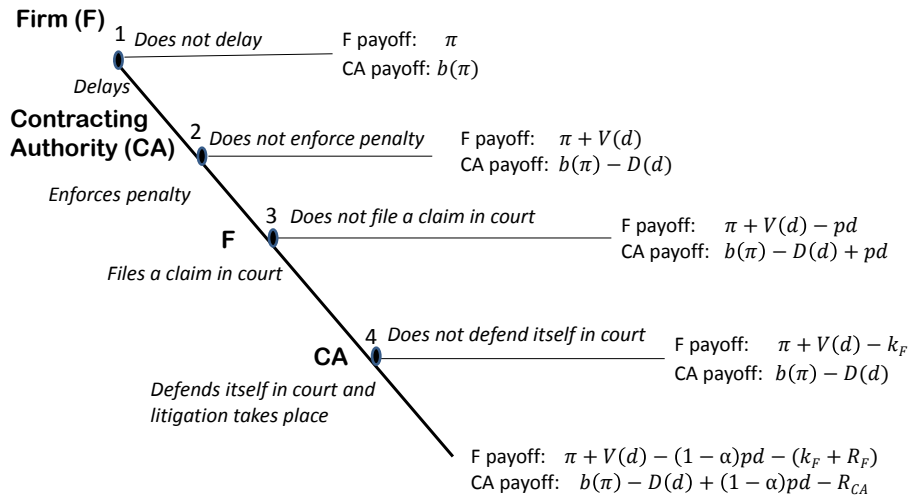 Firm (F)
1
Does not delay
F payoff: π
CA payoff: b(π)
Delays
Contracting
Authority (CA)
2
Does not enforce penalty
F payoff: π + V(d)
CA payoff: b(π) − D(d)
Enforces penalty
3
Does not file a claim in court
F payoff: π + V(d) − pd
CA payoff: b(π) − D(d) + pd
F
Files a claim in court
4
Does not defend itself in court
F payoff: π + V(d) − k_F
CA payoff: b(π) − D(d)
CA
Defends itself in court and
litigation takes place
F payoff: π + V(d) − (1 − α)pd − (k_F + R_F)
CA payoff: b(π) − D(d) + (1 − α)pd − R_CA